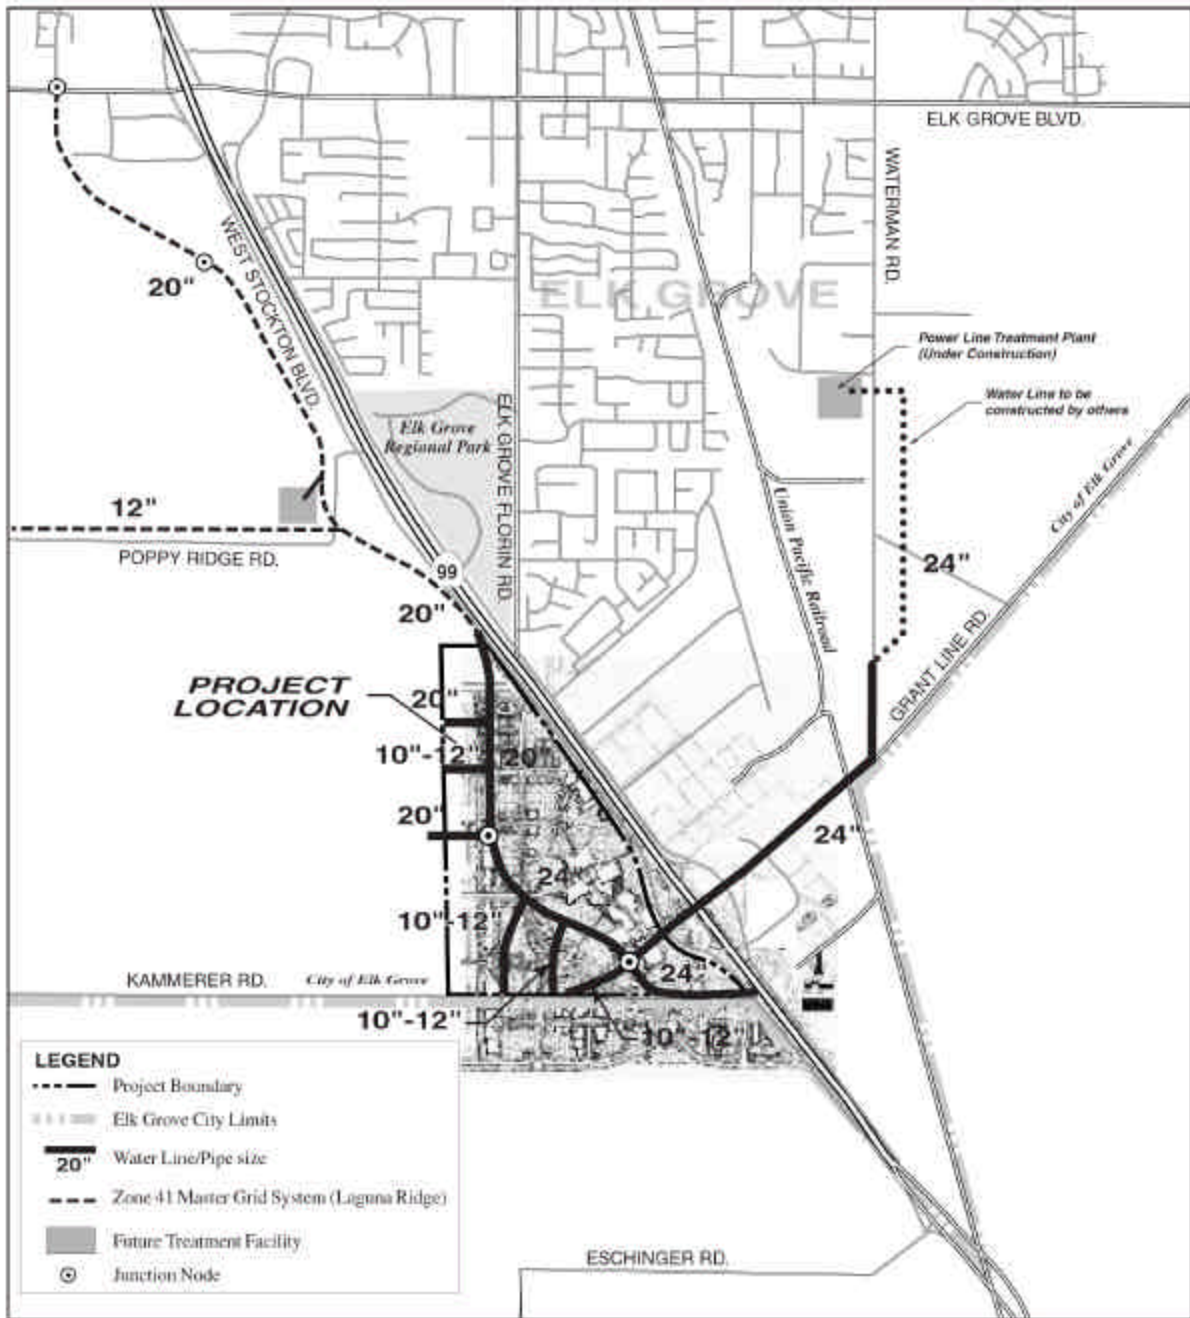 ELK GROVE BLVD.
WATERMAN RD.
WEST STOCKTON BLVD.
20"
ELK GROVE
Power Line Treatment Plant
(Under Construction)
Water Line to be
constructed by others
Elk Grove
Regional Park
ELK GROVE FLORIN RD.
City of Elk Grove
Union Pacific Railroad
12"
POPPY RIDGE RD.
99
24"
20"
GRANT LINE RD.
PROJECT
LOCATION
20"
10"-12"
20"
20"
24"
24"
10"-12"
24"
KAMMERER RD.
City of Elk Grove
10"-12"
10"-12"
LEGEND
Project Boundary
Elk Grove City Limits
20"
Water Line/Pipe size
Zone 41 Master Grid System (Laguna Ridge)
Future Treatment Facility
Junction Node
ESCHINGER RD.